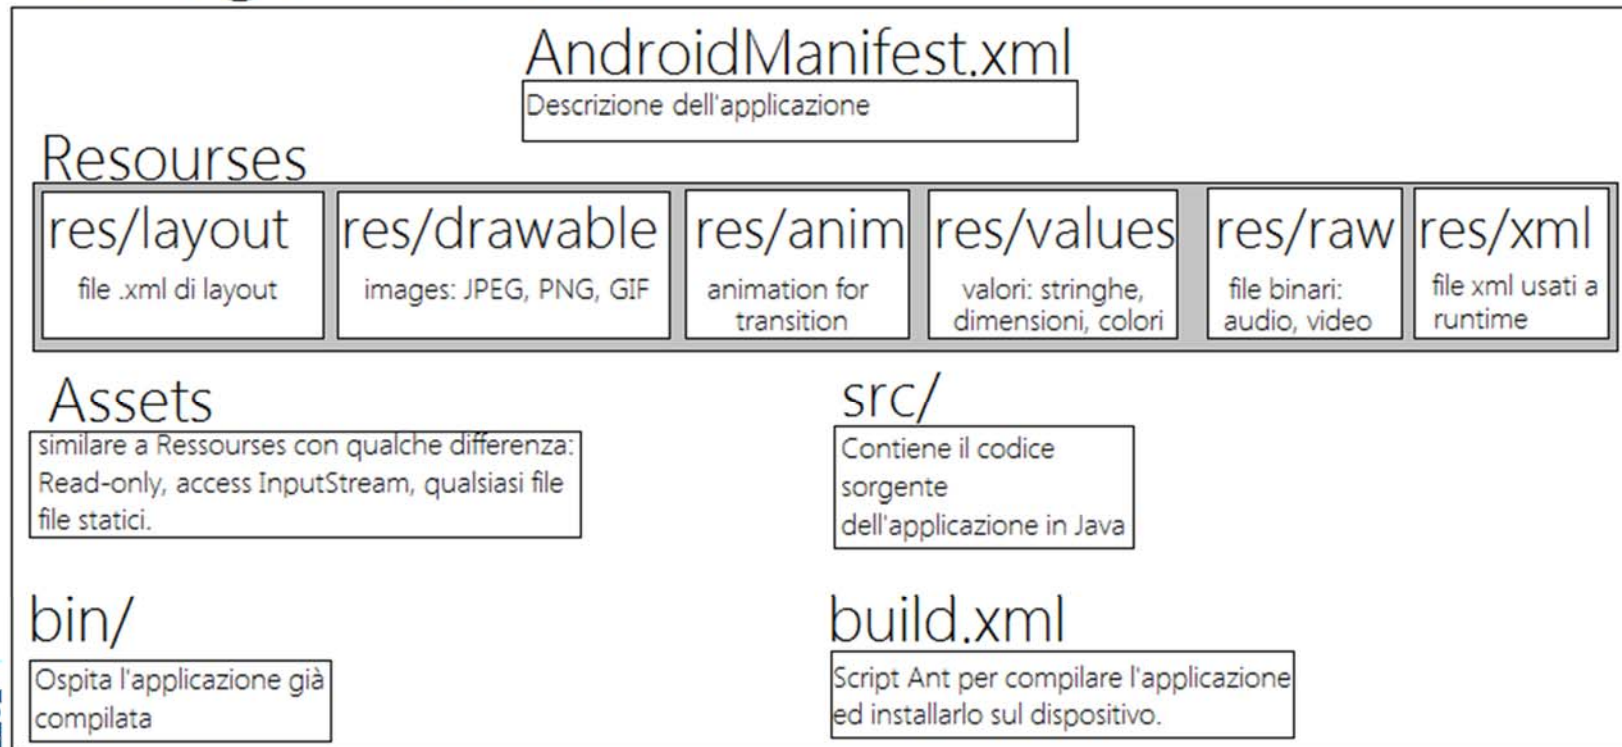 AndroidManifest.xml
Descrizione dell'applicazione
Resourses
res/layout
file .xml di layout
res/drawable
images: JPEG, PNG, GIF
res/anim
animation for
transition
res/values
valori: stringhe,
dimensioni, colori
res/raw
file binari:
audio, video
res/xml
file xml usati a
runtime
Assets
similare a Ressourses con qualche differenza:
Read-only, access InputStream, qualsiasi file
file statici.
src/
Contiene il codice
sorgente
dell'applicazione in Java
bin/
Ospita l'applicazione già
compilata
build.xml
Script Ant per compilare l'applicazione
ed installarlo sul dispositivo.